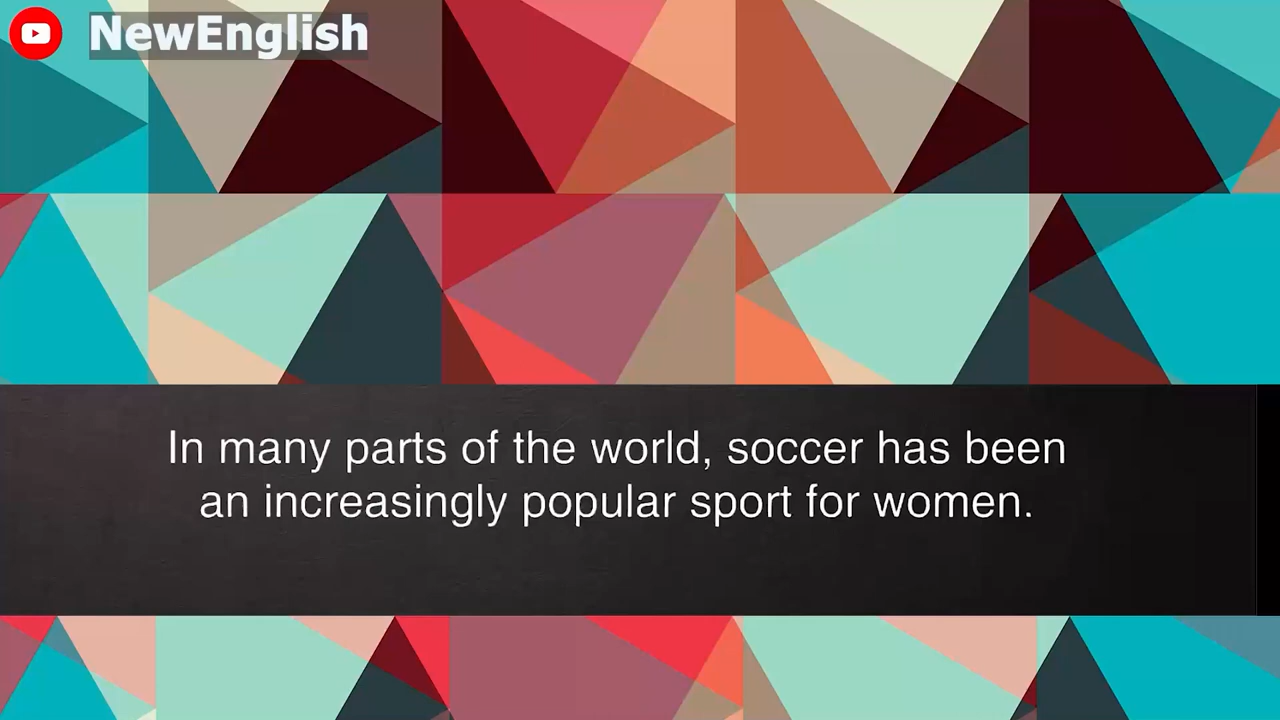 NewEnglish
In many parts of the world, soccer has been
an increasingly popular sport for women.